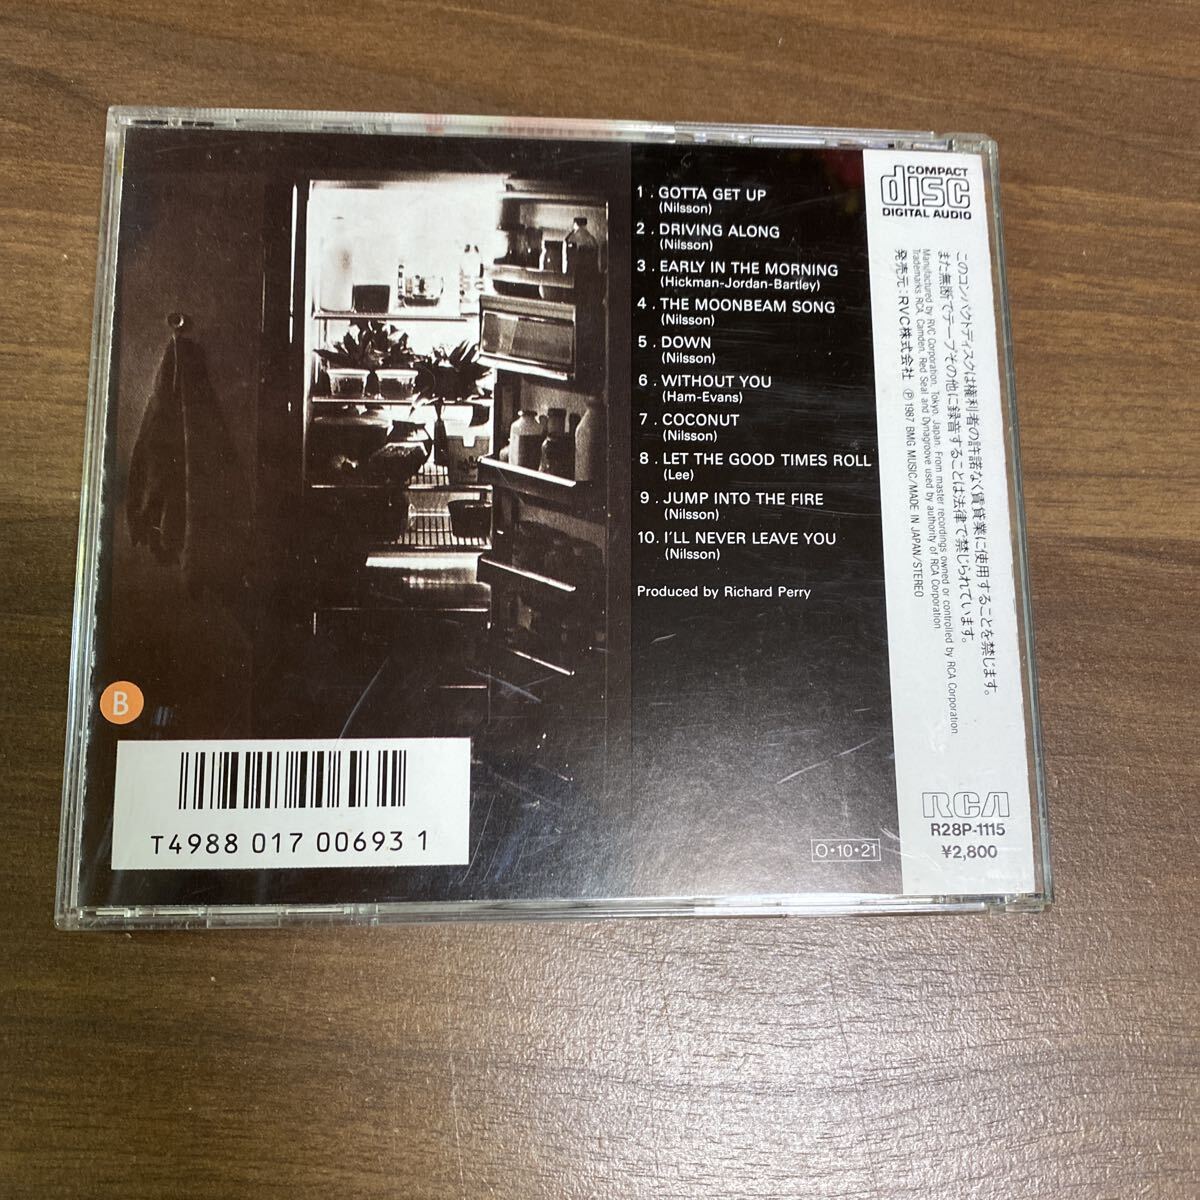 1. GOTTA GET UP
(Nilsson)
2. DRIVING ALONG
(Nilsson)
3. EARLY IN THE MORNING
(Hickman-Jordan-Bartley)
4. THE MOONBEAM SONG
(Nilsson)
5. DOWN
(Nilsson)
6. WITHOUT YOU
(Ham-Evans)
7. COCONUT
(Nilsson)
8. LET THE GOOD TIMES ROLL
(Lee)
9. JUMP INTO THE FIRE
(Nilsson)
10. I'LL NEVER LEAVE YOU
(Nilsson)
Produced by Richard Perry
B
T4988 017 00693 1
O・10・21
COMPACT
disc
DIGITAL AUDIO
このコンパクトディスクは権利者の許諾なく賃貸業に使用することを禁じます。
また無断でテープその他に録音することは法律で禁じられています。
Manufactured by RVC Corporation, Tokyo, Japan. From master recordings owned or controlled by RCA Corporation
Trademarks RCA, Camden, Red Seal and Dynagroove used by authority of RCA Corporation
発売元：RVC株式会社 Ⓟ 1987 BMG MUSIC/MADE IN JAPAN/STEREO
RCA
R28P-1115
¥2,800